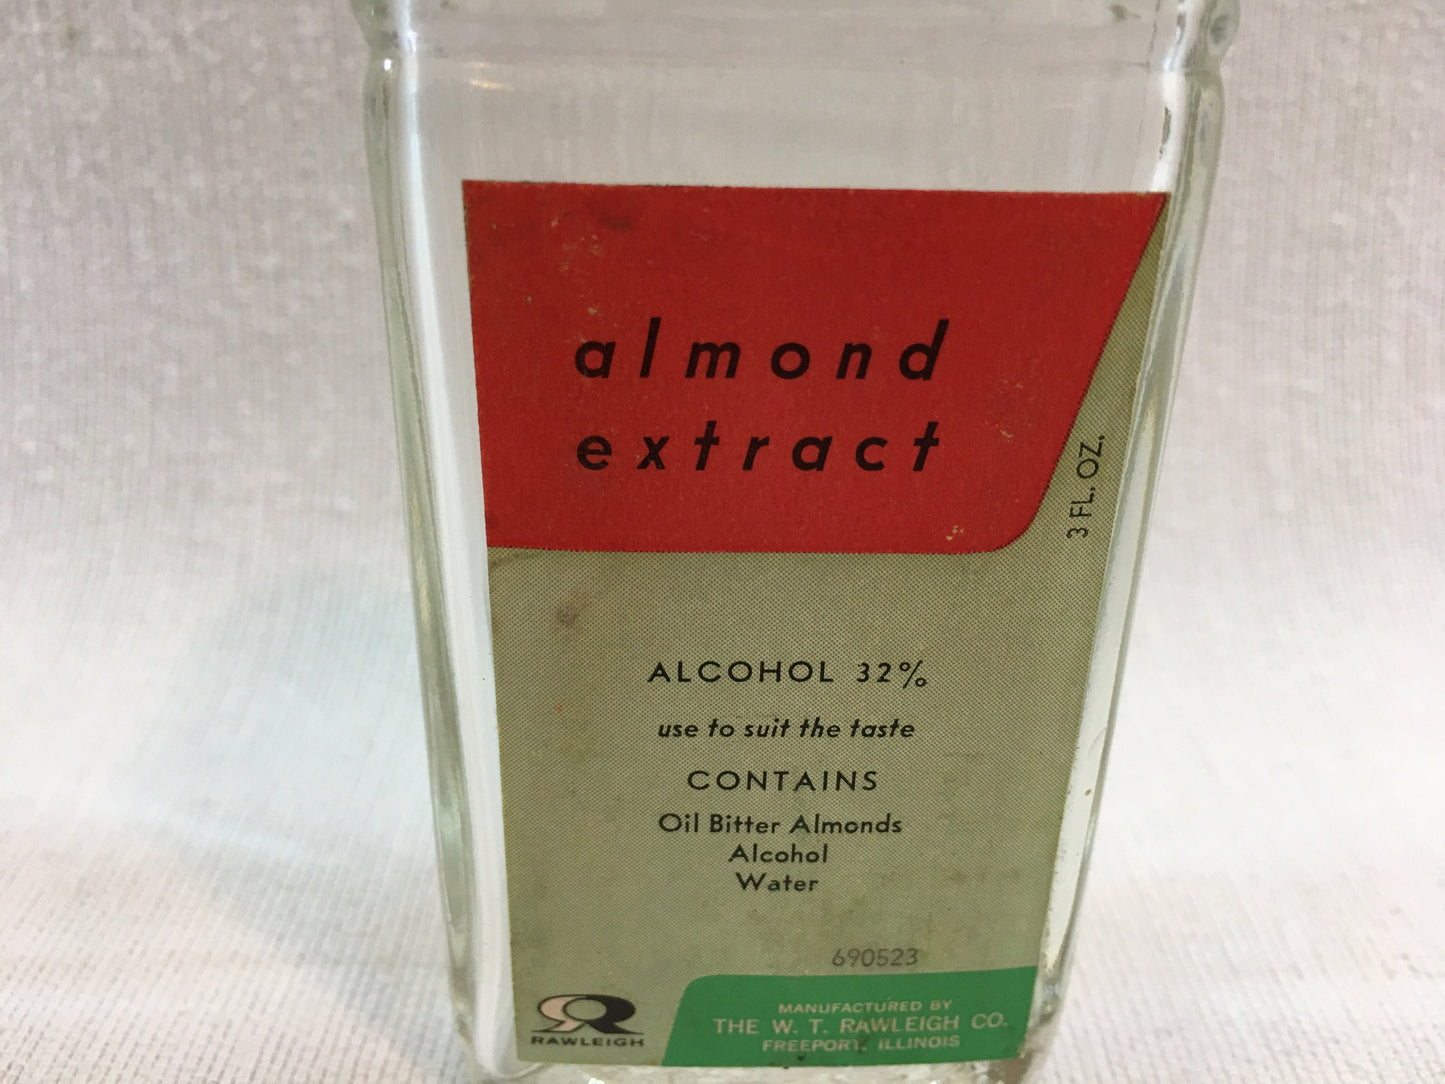 almond
extract
3 FL. OZ.
ALCOHOL 32%
use to suit the taste
CONTAINS
Oil Bitter Almonds
Alcohol
Water
690523
RAWLEIGH
MANUFACTURED BY
THE W. T. RAWLEIGH CO.
FREEPORT, ILLINOIS